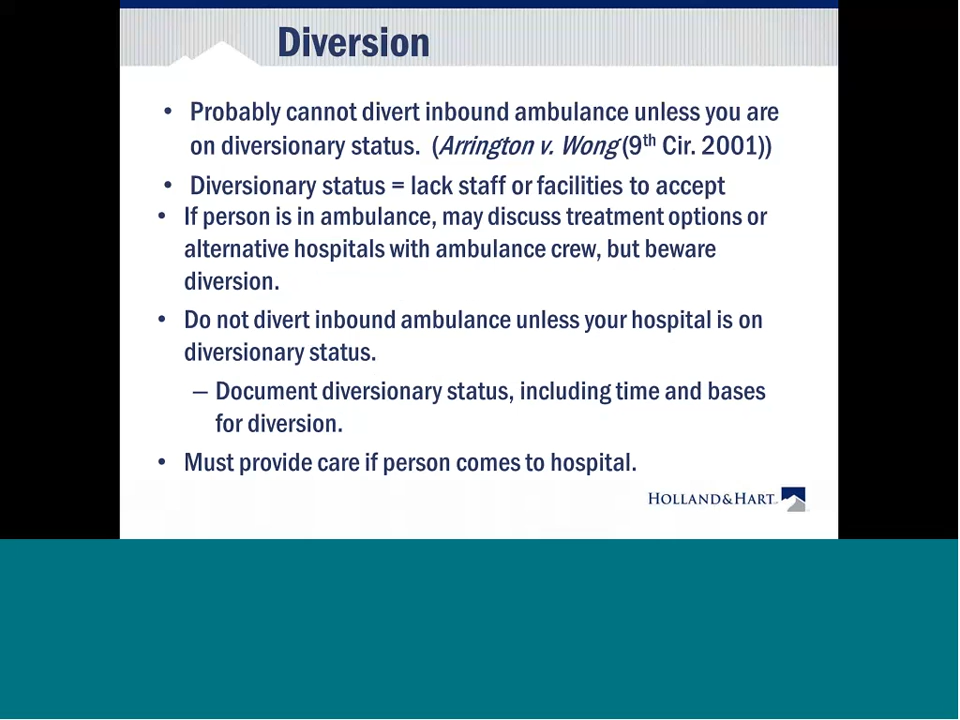 Diversion
• Probably cannot divert inbound ambulance unless you are
on diversionary status. (Arrington v. Wong (9th Cir. 2001))
• Diversionary status = lack staff or facilities to accept
• If person is in ambulance, may discuss treatment options or
alternative hospitals with ambulance crew, but beware
diversion.
• Do not divert inbound ambulance unless your hospital is on
diversionary status.
– Document diversionary status, including time and bases
for diversion.
• Must provide care if person comes to hospital.
HOLLAND&HART